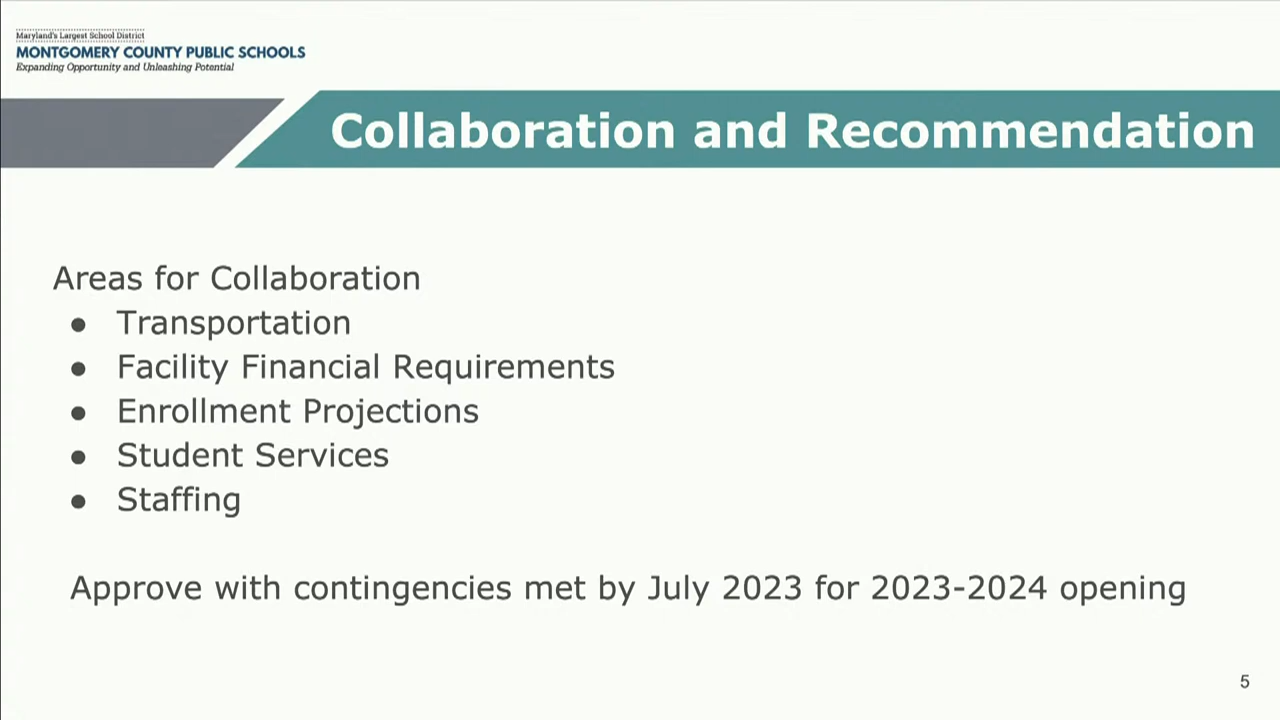 Maryland's Largest School District
MONTGOMERY COUNTY PUBLIC SCHOOLS
Expanding Opportunity and Unleashing Potential
Collaboration and Recommendation
Areas for Collaboration
● Transportation
● Facility Financial Requirements
● Enrollment Projections
● Student Services
● Staffing
Approve with contingencies met by July 2023 for 2023-2024 opening
5